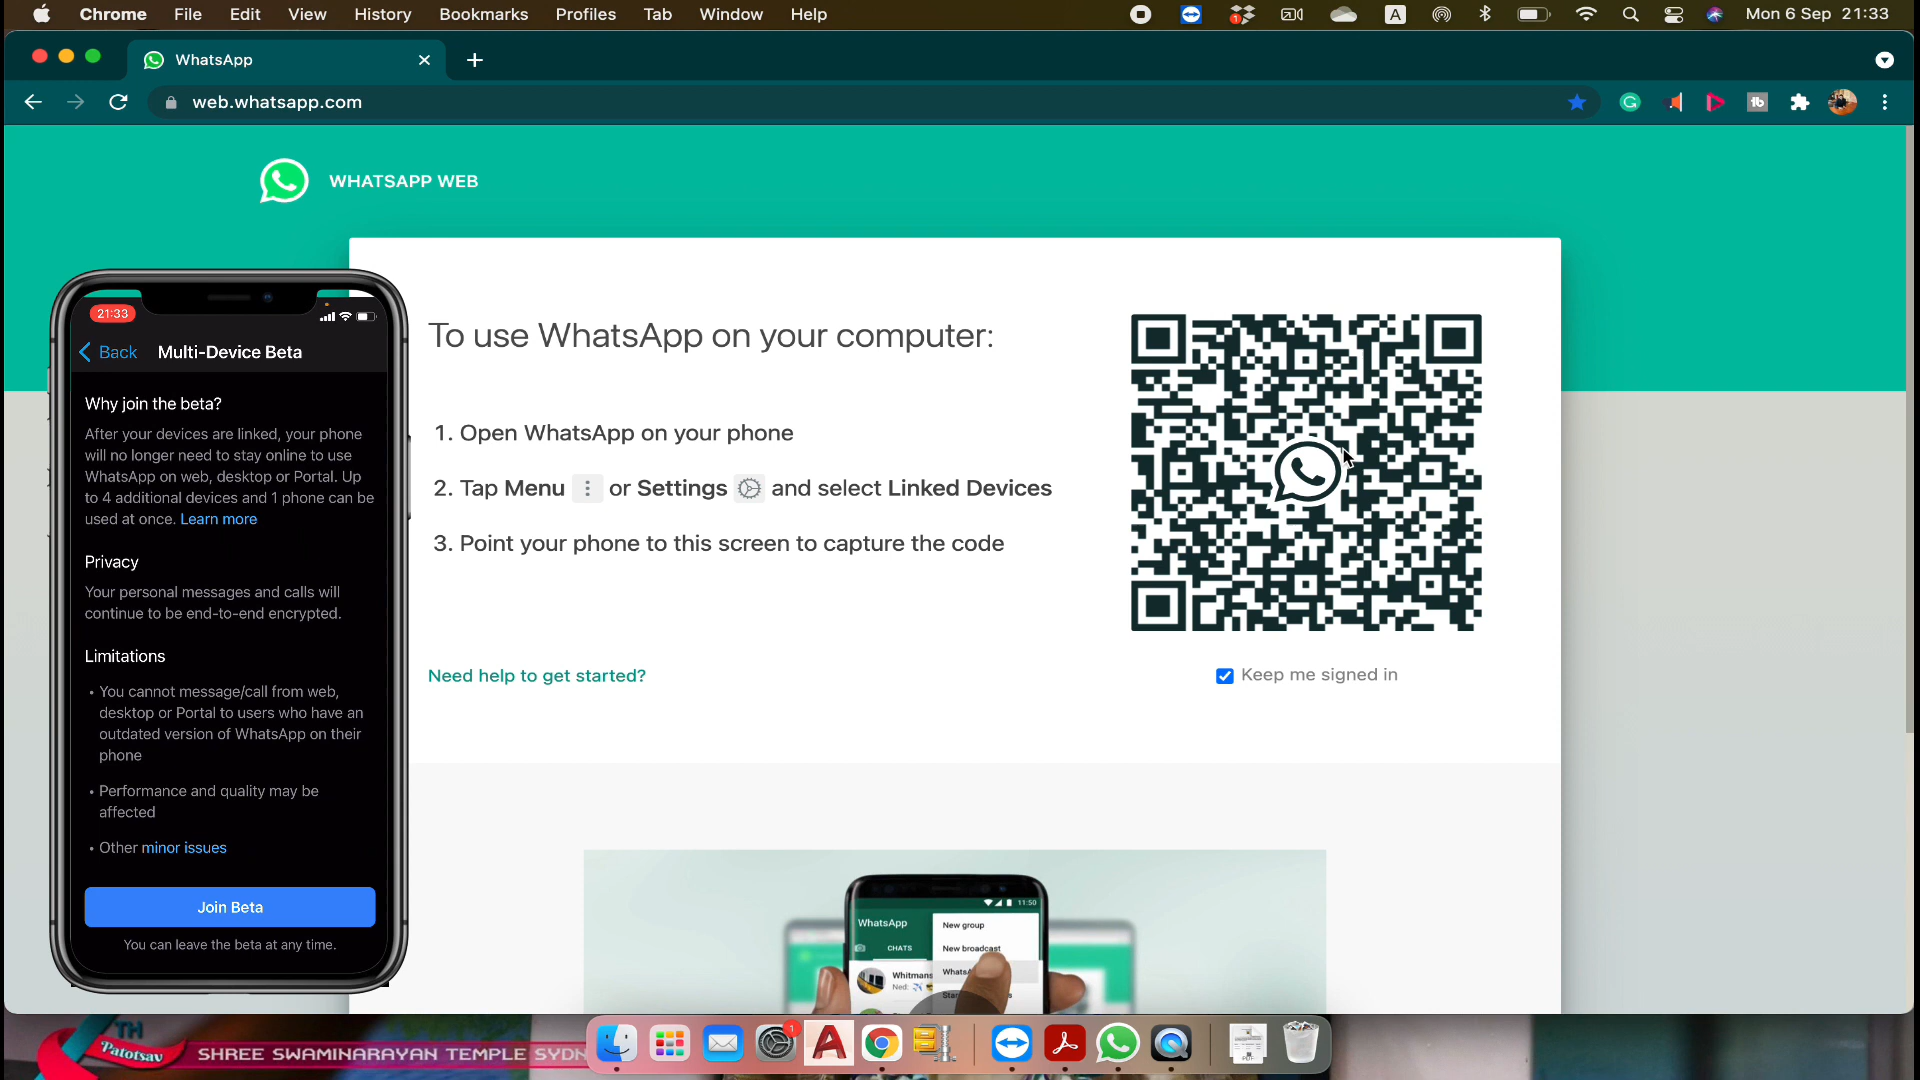 Chrome File Edit View History Bookmarks Profiles Tab Window Help
1
A
Mon 6 Sep 21:33
WhatsApp
web.whatsapp.com
WHATSAPP WEB
To use WhatsApp on your computer:
1. Open WhatsApp on your phone
2. Tap Menu or Settings and select Linked Devices
3. Point your phone to this screen to capture the code
Need help to get started?
Keep me signed in
21:33
Back Multi-Device Beta
Why join the beta?
After your devices are linked, your phone
will no longer need to stay online to use
WhatsApp on web, desktop or Portal. Up
to 4 additional devices and 1 phone can be
used at once. Learn more
Privacy
Your personal messages and calls will
continue to be end-to-end encrypted.
Limitations
• You cannot message/call from web,
desktop or Portal to users who have an
outdated version of WhatsApp on their
phone
• Performance and quality may be
affected
• Other minor issues
Join Beta
You can leave the beta at any time.
11:50
WhatsApp
New group
CHATS
New broadcast
Whitmans
Ned:
TH
Patotsav
SHREE SWAMINARAYAN TEMPLE
1